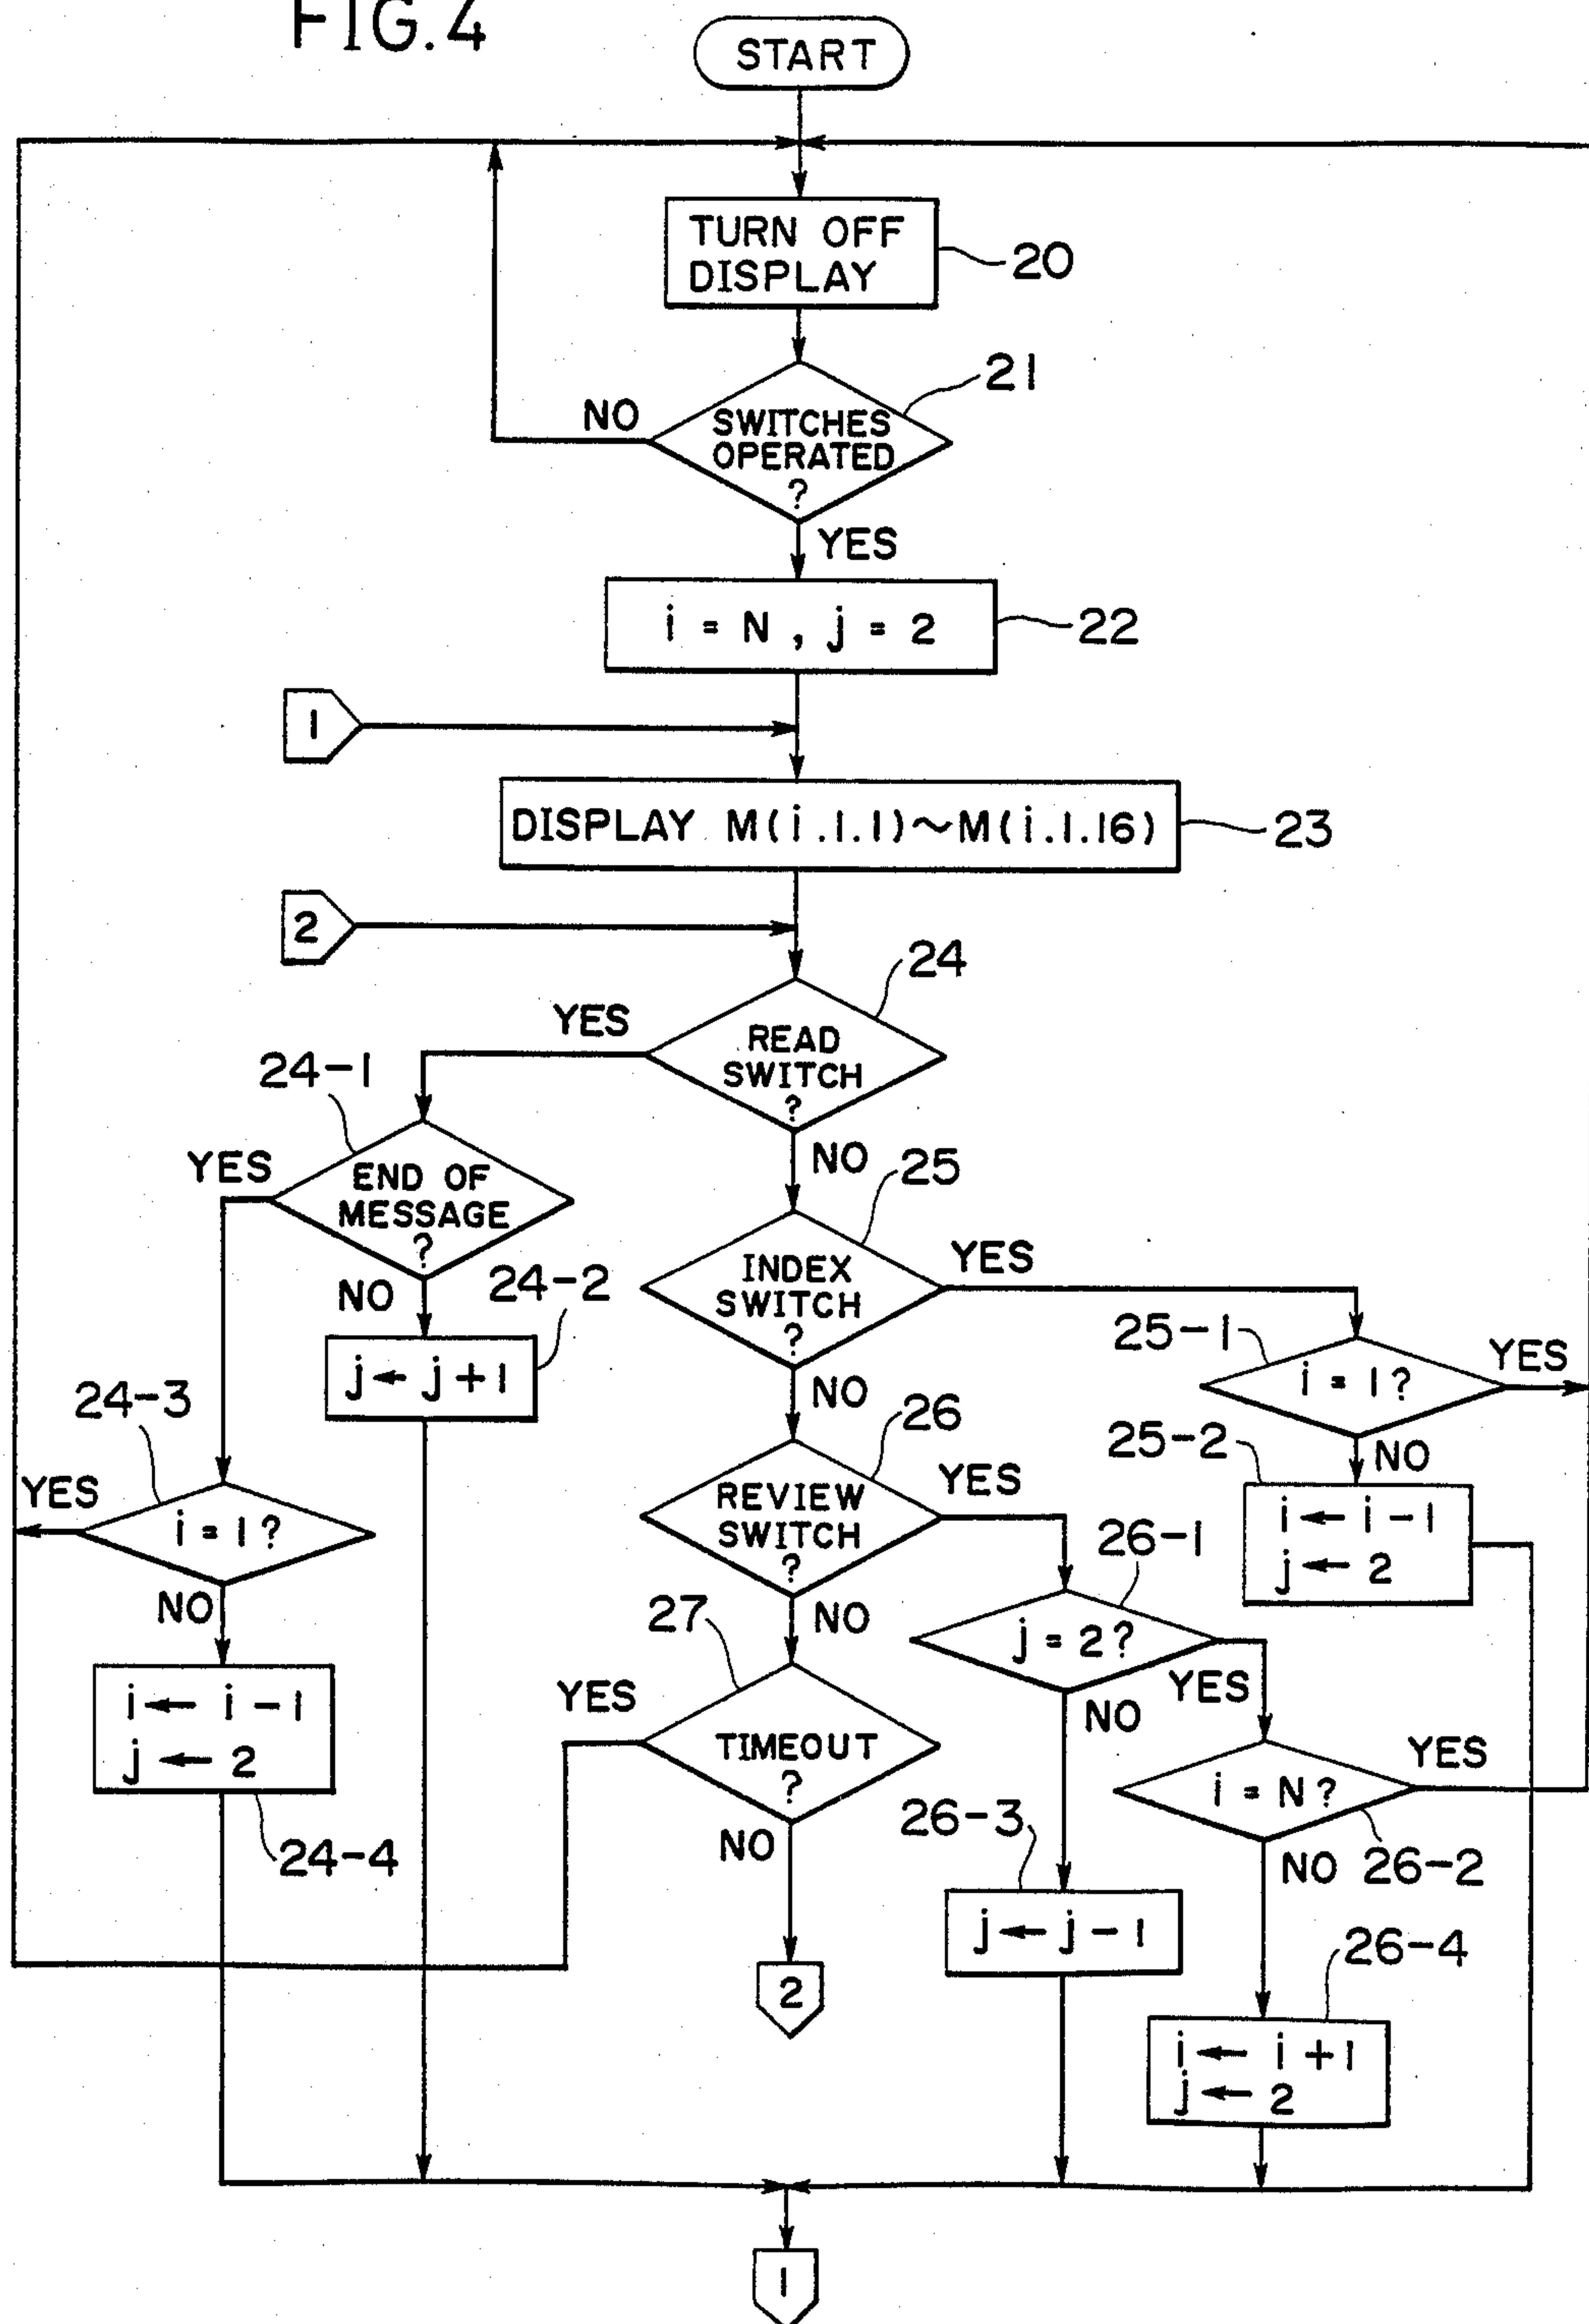 FIG. 4
START
TURN OFF
DISPLAY
20
21
NO
SWITCHES
OPERATED
?
YES
i = N , j = 2
22
1
DISPLAY M(i.1.1)~M(i.1.16)
23
2
24
YES
READ
SWITCH
?
24-1
NO
25
YES
END OF
MESSAGE
?
INDEX
SWITCH
?
YES
NO
24-2
25-1
i = 1 ?
YES
j ← j + 1
NO
24-3
26
25-2
NO
YES
i = 1 ?
REVIEW
SWITCH
?
YES
i ← i - 1
j ← 2
26-1
NO
27
NO
j = 2 ?
i ← i - 1
j ← 2
YES
TIMEOUT
?
NO
YES
i = N ?
YES
24-4
NO
26-3
NO
26-2
j ← j - 1
26-4
2
i ← i + 1
j ← 2
1